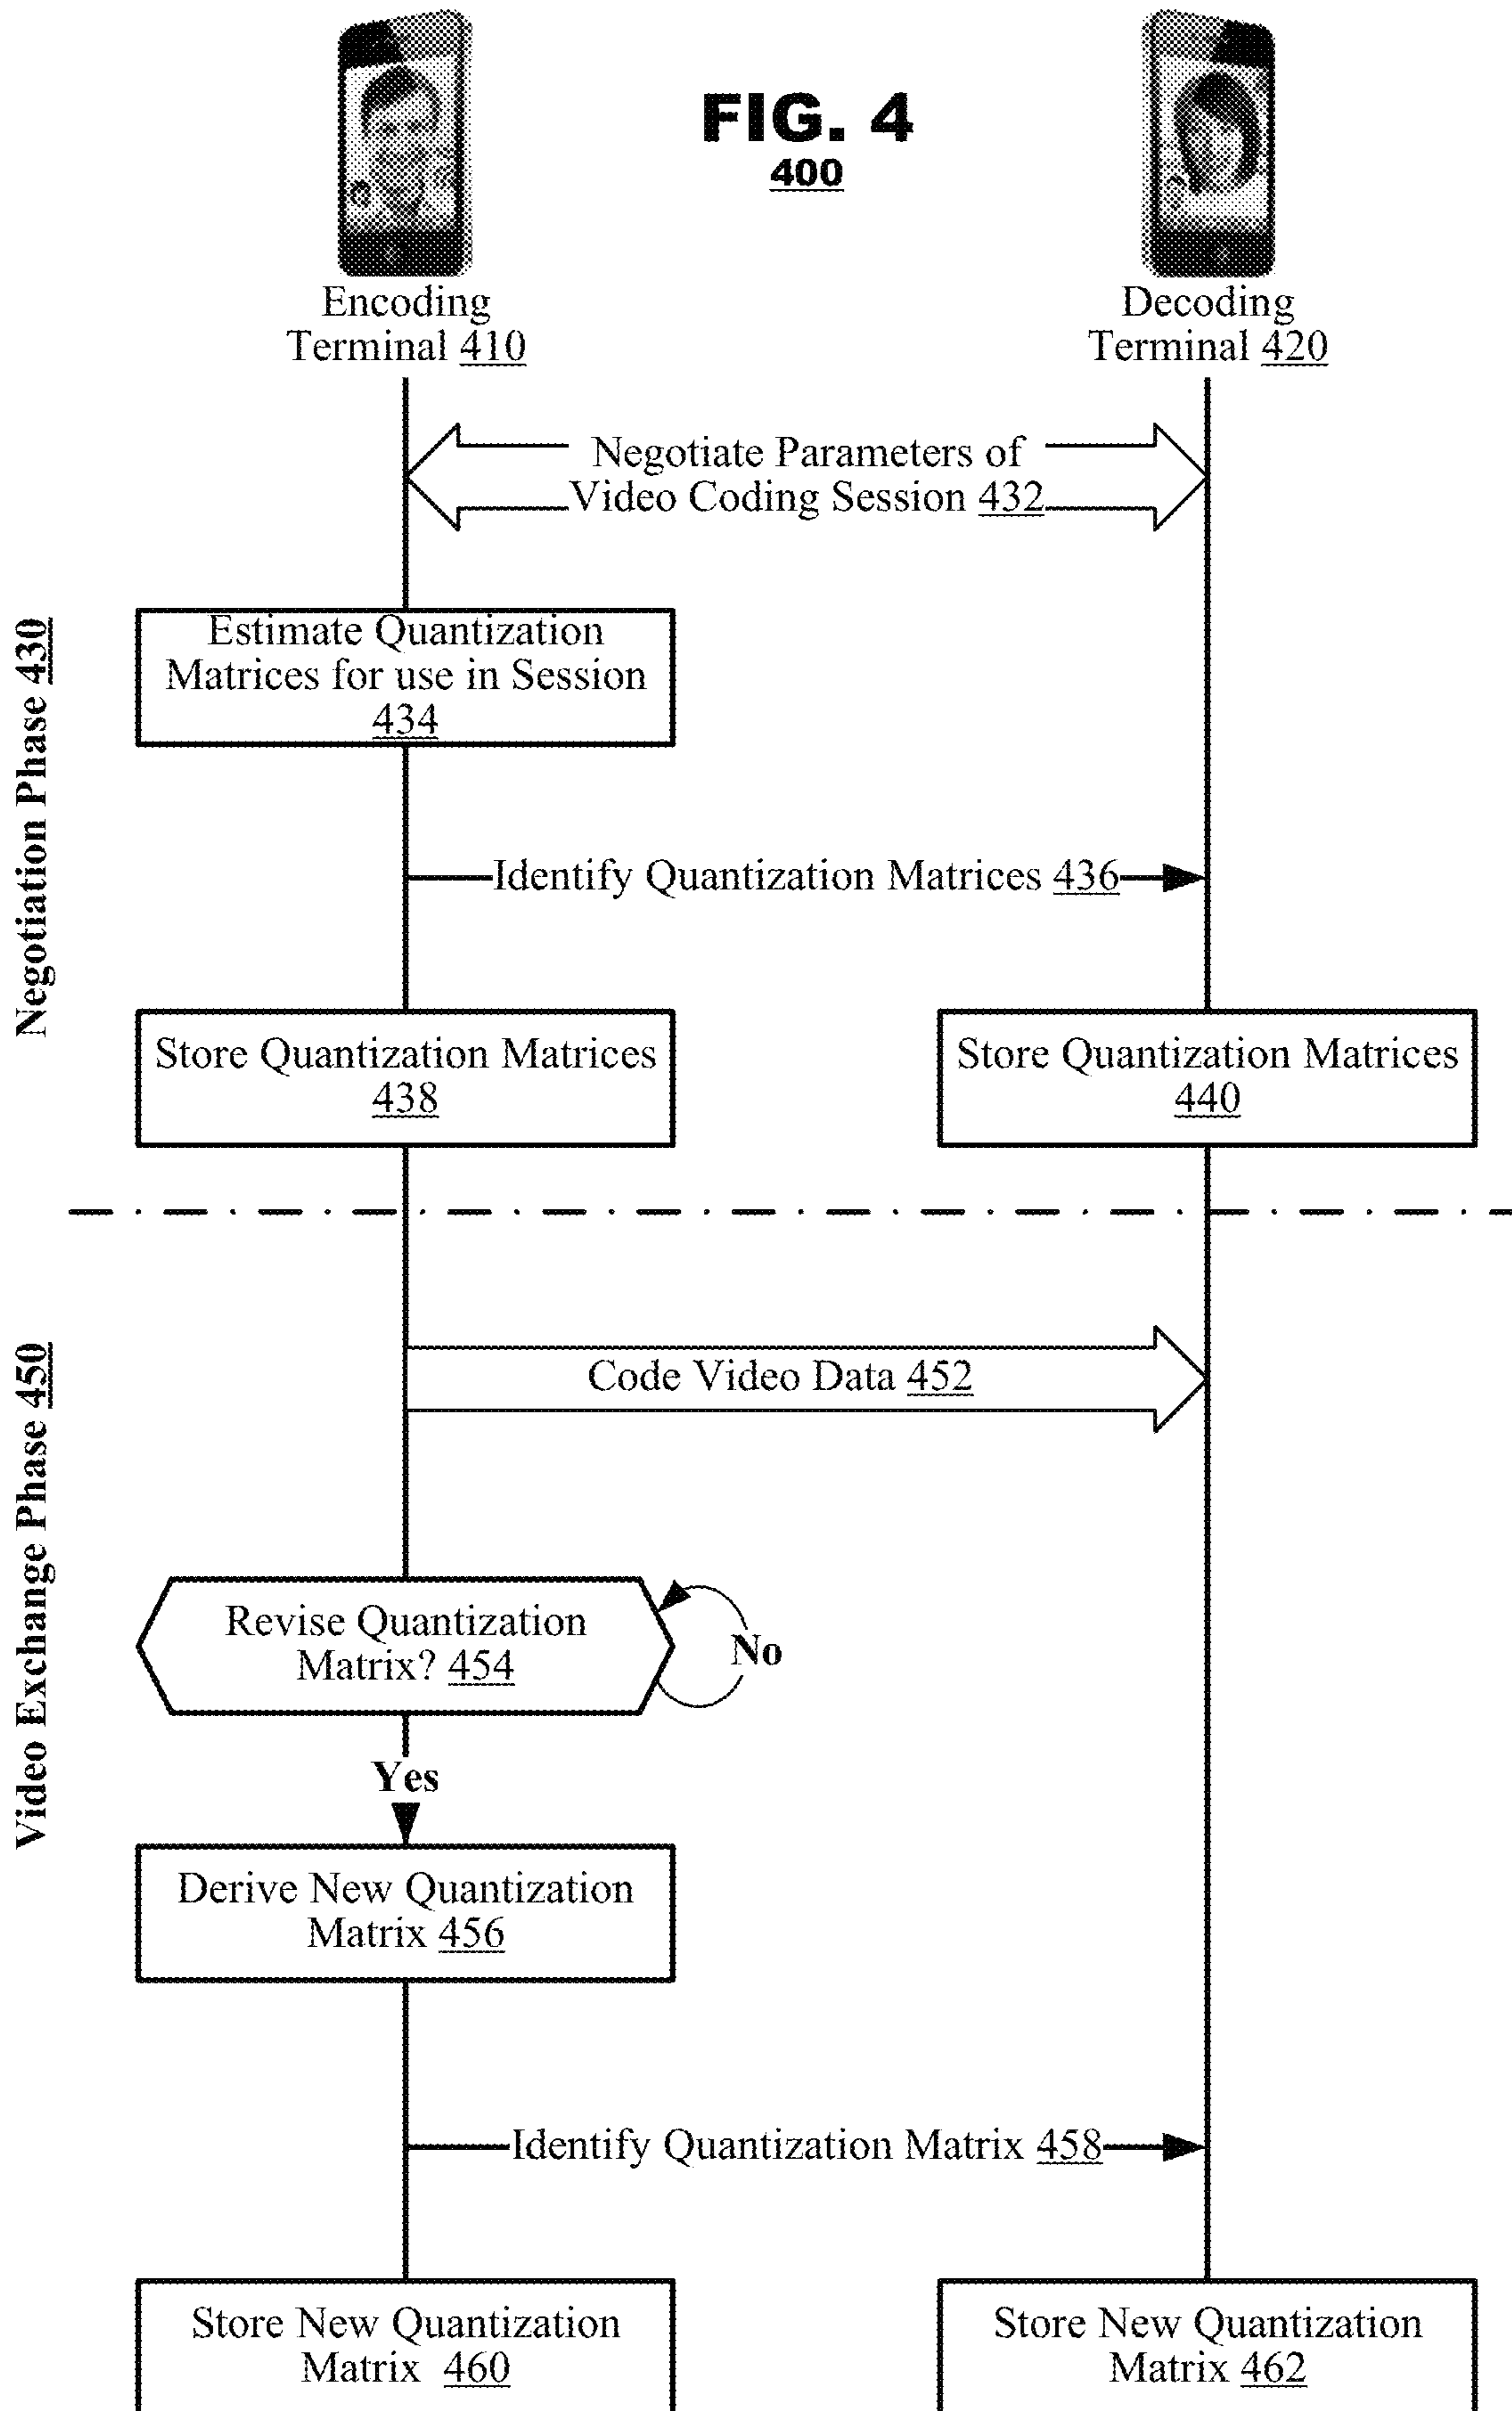 FIG. 4
400
Encoding
Terminal 410
Decoding
Terminal 420
Negotiate Parameters of
Video Coding Session 432
Negotiation Phase 430
Estimate Quantization
Matrices for use in Session
434
Identify Quantization Matrices 436
Store Quantization Matrices
438
Store Quantization Matrices
440
Video Exchange Phase 450
Code Video Data 452
Revise Quantization
Matrix? 454
No
Yes
Derive New Quantization
Matrix 456
Identify Quantization Matrix 458
Store New Quantization
Matrix 460
Store New Quantization
Matrix 462